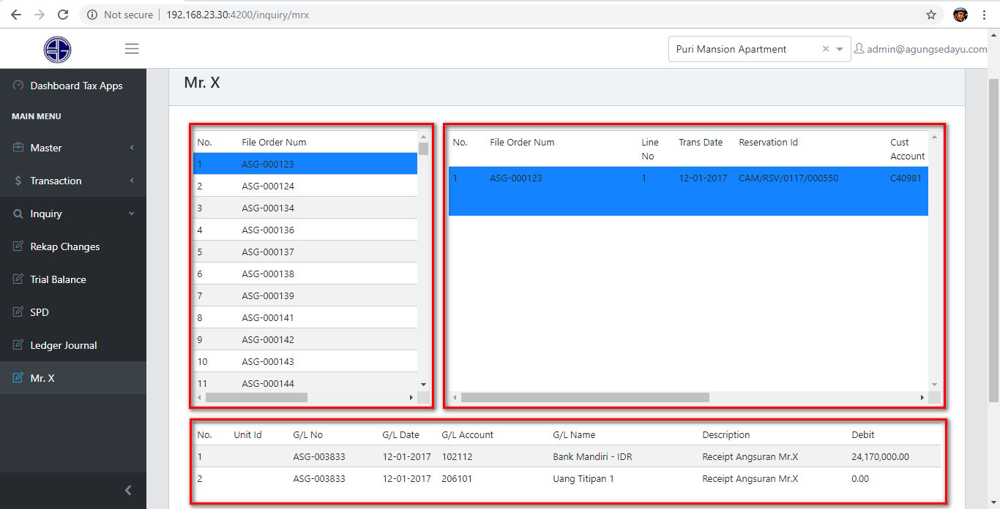 Not secure | 192.168.23.30:4200/inquiry/mrx
Puri Mansion Apartment × admin@agungsedayu.com
Dashboard Tax Apps
MAIN MENU
Master
Transaction
Inquiry
Rekap Changes
Trial Balance
SPD
Ledger Journal
Mr. X
Mr. X
No. File Order Num
1 ASG-000123
2 ASG-000124
3 ASG-000134
4 ASG-000136
5 ASG-000137
6 ASG-000138
7 ASG-000139
8 ASG-000141
9 ASG-000142
10 ASG-000143
11 ASG-000144
No. File Order Num Line No Trans Date Reservation Id Cust Account
1 ASG-000123 1 12-01-2017 CAM/RSV/0117/000550 C40981
No. Unit Id G/L No G/L Date G/L Account G/L Name Description Debit
1 ASG-003833 12-01-2017 102112 Bank Mandiri - IDR Receipt Angsuran Mr.X 24,170,000.00
2 ASG-003833 12-01-2017 206101 Uang Titipan 1 Receipt Angsuran Mr.X 0.00